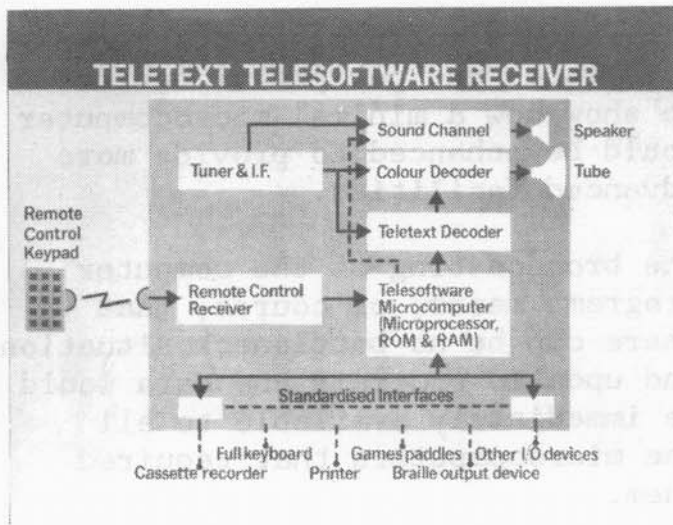 TELETEXT TELESOFTWARE RECEIVER
Sound Channel
Speaker
Tuner & I.F.
Colour Decoder
Tube
Remote
Control
Keypad
Teletext Decoder
Remote Control
Receiver
Telesoftware
Microcomputer
(Microprocessor,
ROM & RAM)
Standardised Interfaces
Full keyboard
Games paddles
Other I/O devices
Cassette recorder
Printer
Braille output device